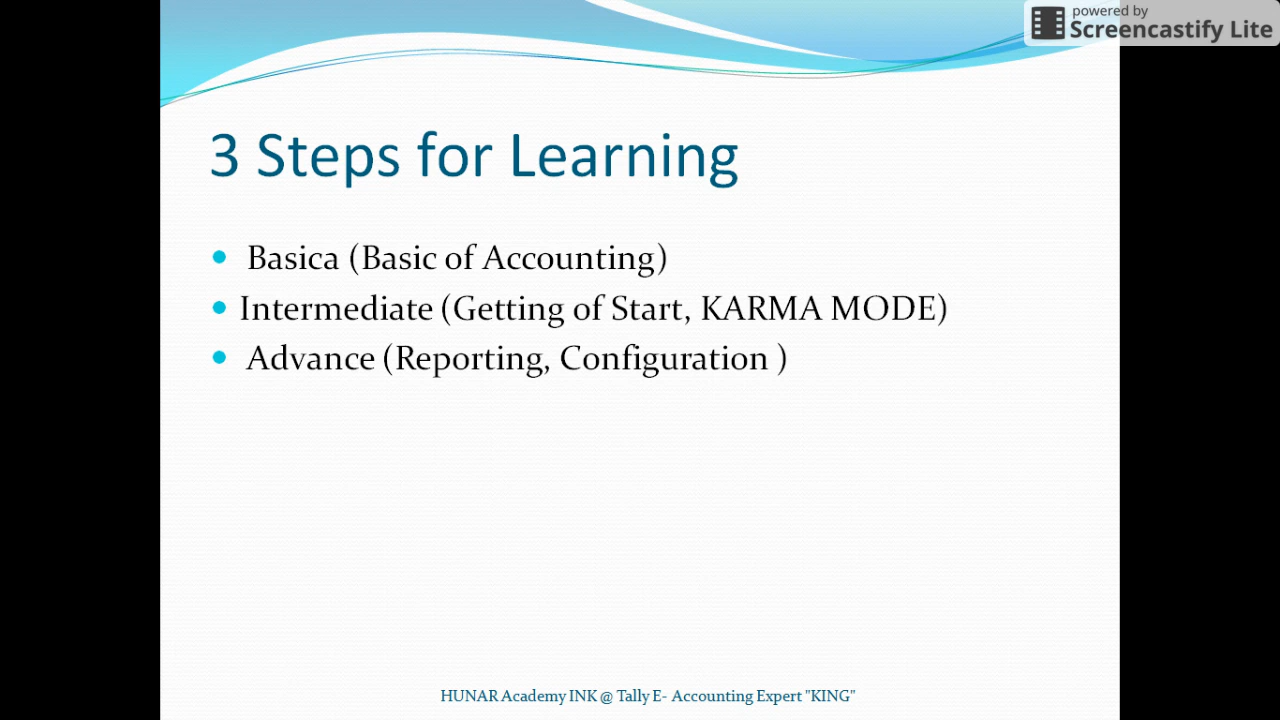 powered by
Screencastify Lite
3 Steps for Learning
Basica (Basic of Accounting)
Intermediate (Getting of Start, KARMA MODE)
Advance (Reporting, Configuration )
HUNAR Academy INK @ Tally E- Accounting Expert "KING"